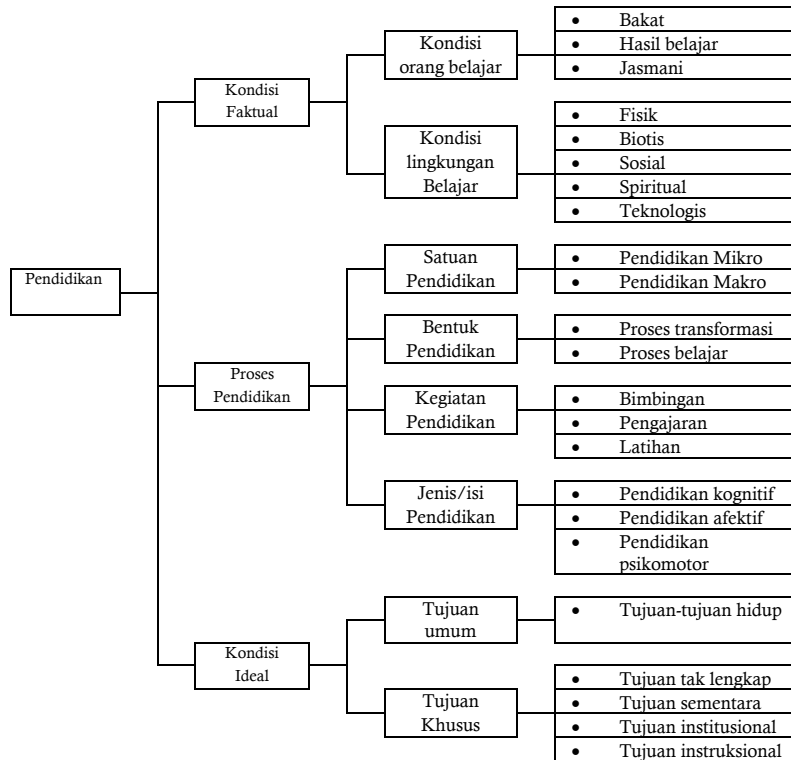 Pendidikan
Kondisi
Faktual
Kondisi
orang belajar
• Bakat
• Hasil belajar
• Jasmani
Kondisi
lingkungan
Belajar
• Fisik
• Biotis
• Sosial
• Spiritual
• Teknologis
Proses
Pendidikan
Satuan
Pendidikan
• Pendidikan Mikro
• Pendidikan Makro
Bentuk
Pendidikan
• Proses transformasi
• Proses belajar
Kegiatan
Pendidikan
• Bimbingan
• Pengajaran
• Latihan
Jenis/isi
Pendidikan
• Pendidikan kognitif
• Pendidikan afektif
• Pendidikan
psikomotor
Kondisi
Ideal
Tujuan
umum
• Tujuan-tujuan hidup
Tujuan
Khusus
• Tujuan tak lengkap
• Tujuan sementara
• Tujuan institusional
• Tujuan instruksional